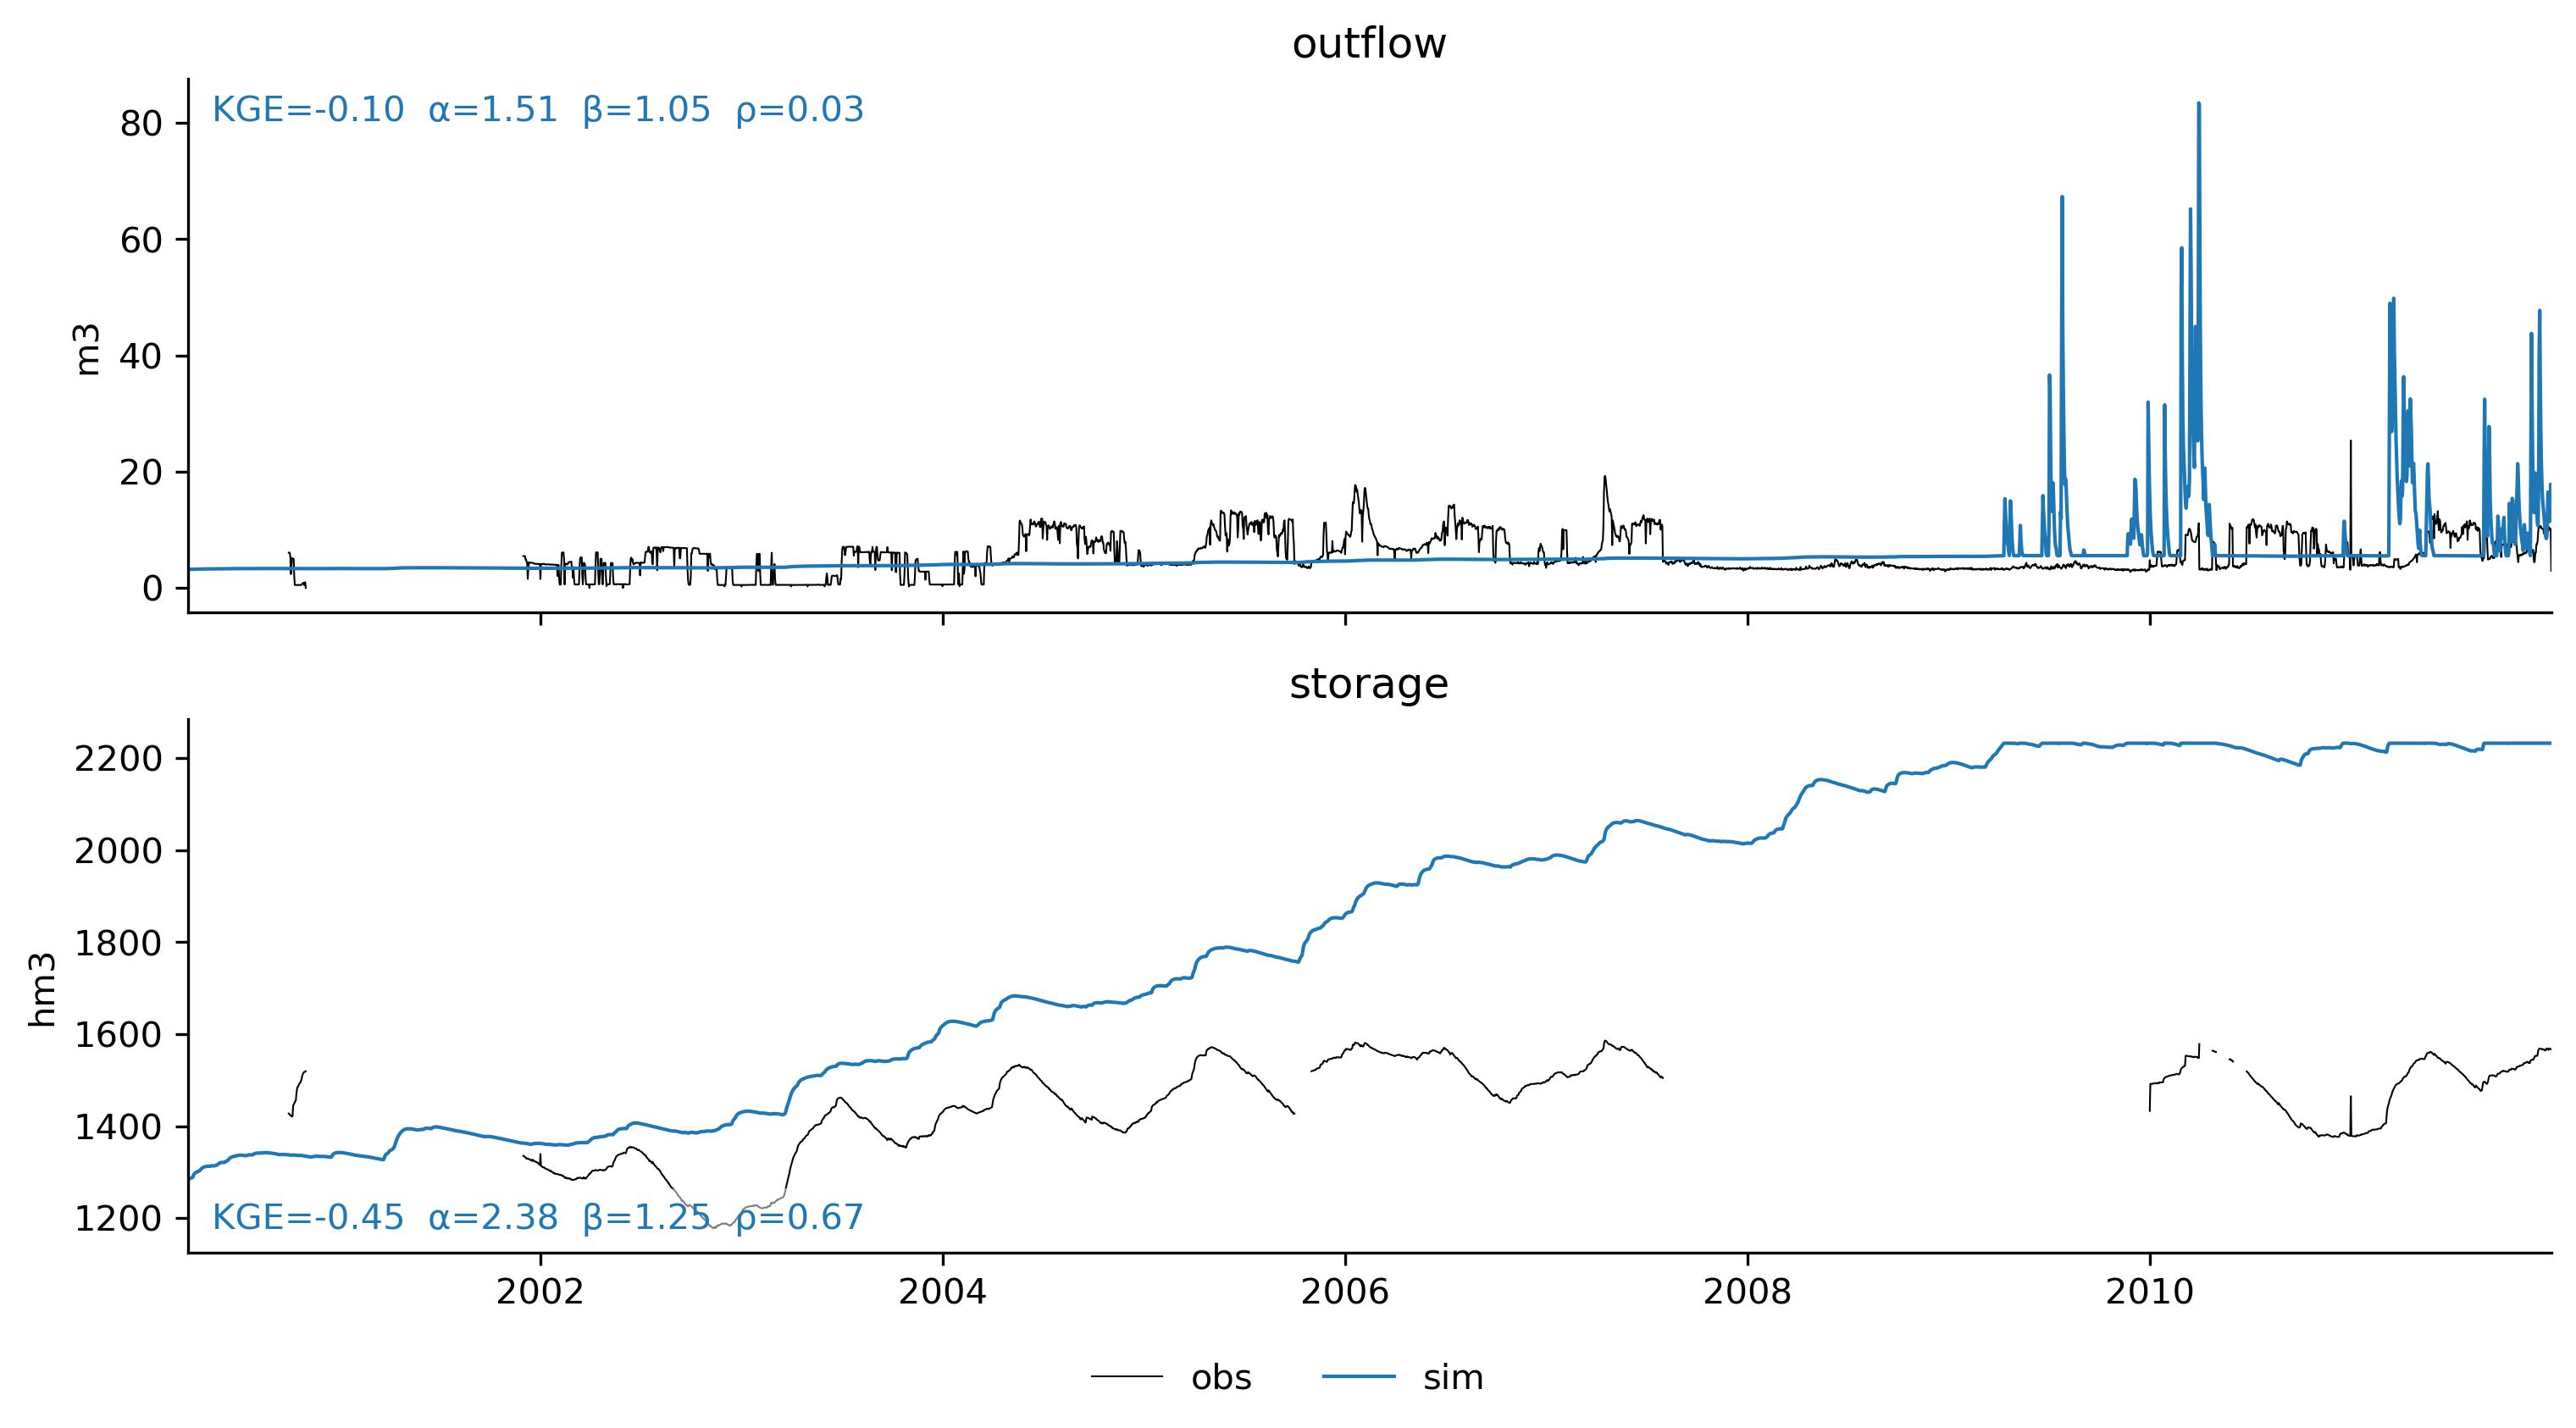 outflow
KGE=-0.10 α=1.51 β=1.05 ρ=0.03
80
60
40
20
0
m3
storage
2200
2000
1800
1600
1400
1200
hm3
KGE=-0.45 α=2.38 β=1.25 ρ=0.67
2002 2004 2006 2008 2010
obs sim